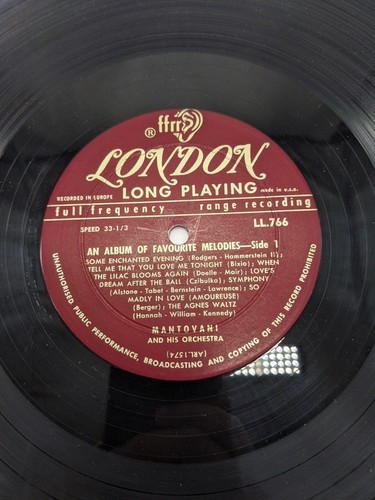 ffrr
®
LONDON
LONG PLAYING
RECORDED IN EUROPE
made in u.s.a.
full frequency range recording
SPEED 33-1/3
LL.766
AN ALBUM OF FAVOURITE MELODIES—Side 1
SOME ENCHANTED EVENING (Rodgers - Hammerstein II); WHEN
TELL ME THAT YOU LOVE ME TONIGHT (Bixio); WHEN
THE LILAC BLOOMS AGAIN (Doelle - Mair); LOVE'S
DREAM AFTER THE BALL (Czibulka); SYMPHONY
(Alstone - Tabet - Bernstein - Lawrence); SO
MADLY IN LOVE (AMOUREUSE)
(Berger); THE AGNES WALTZ
(Hannah - William - Kennedy)
MANTOVANI
AND HIS ORCHESTRA
(ARL.1574)
UNAUTHORISED PUBLIC PERFORMANCE, BROADCASTING AND COPYING OF THIS RECORD PROHIBITED